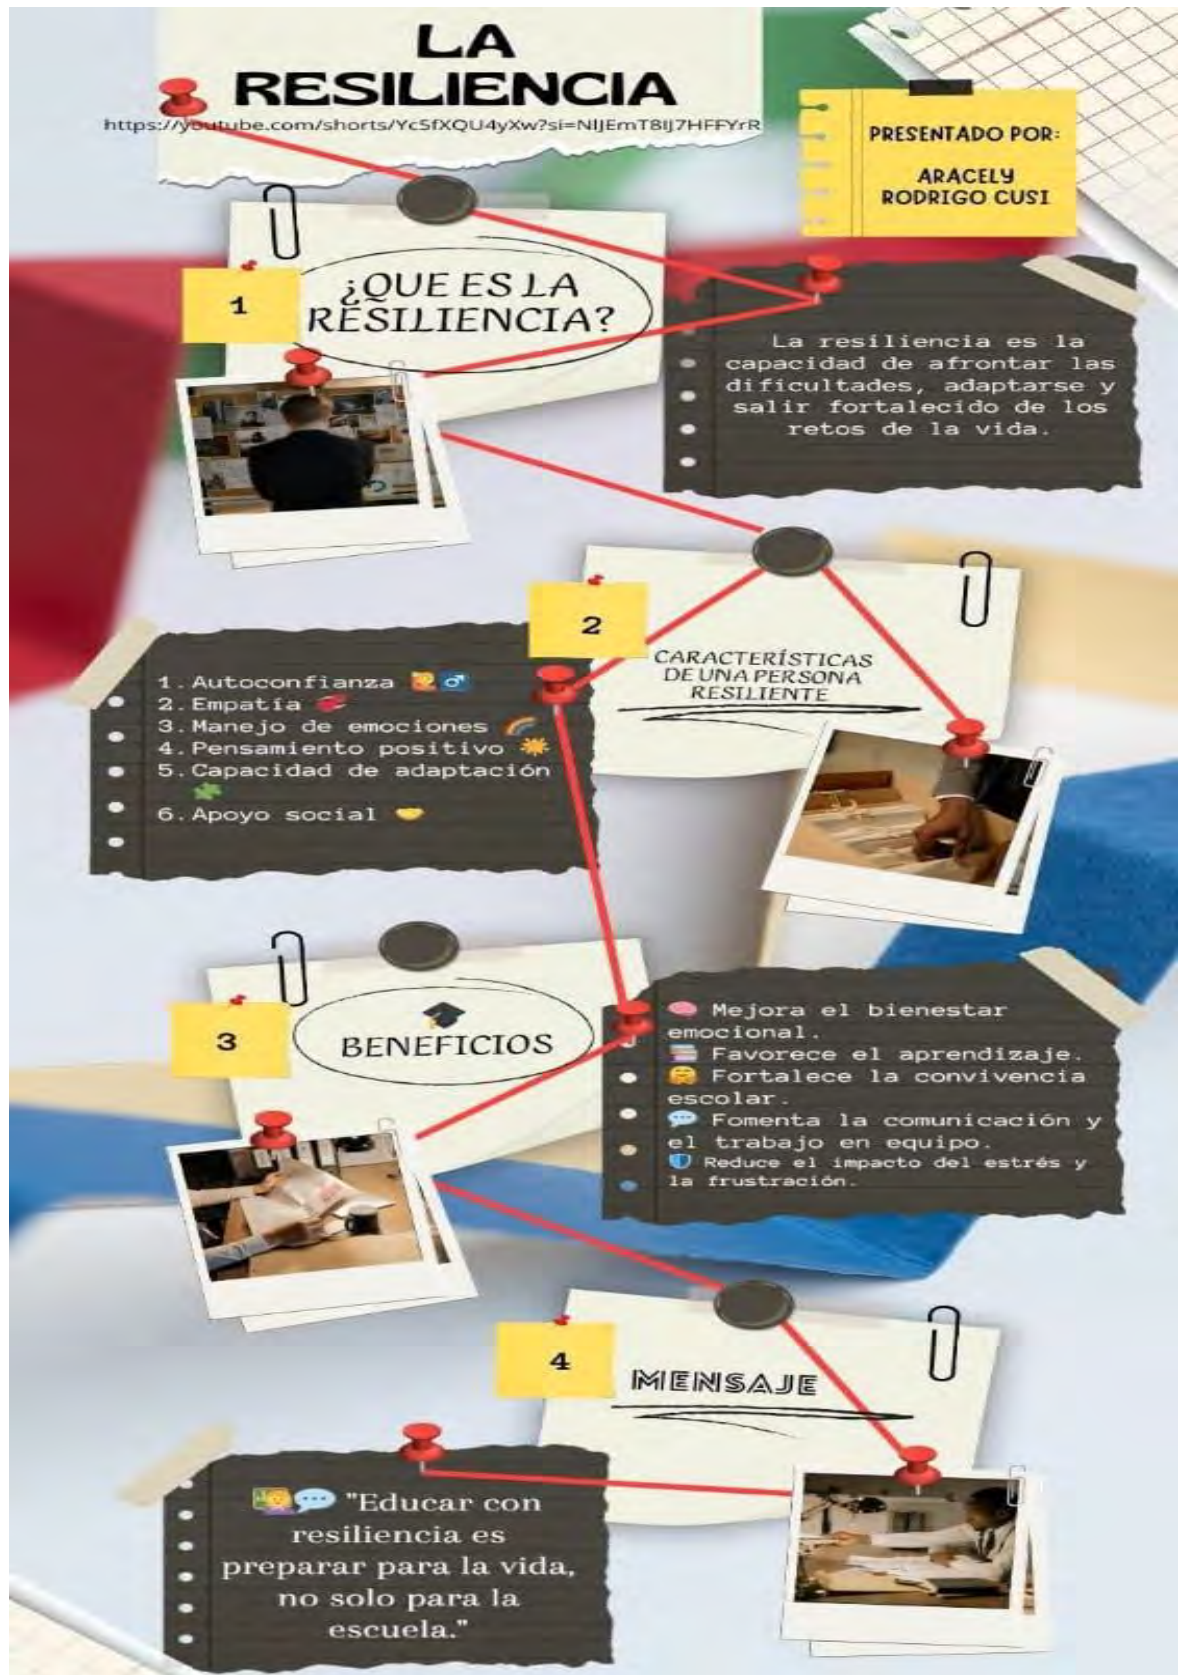 LA
RESILIENCIA
https://youtube.com/shorts/YcSfXQU4yXw?si=NlJEmT8lJ7HFFYrR
PRESENTADO POR:
ARACELY
RODRIGO CUSI
1
¿QUE ES LA
RESILIENCIA?
La resiliencia es la
capacidad de afrontar las
dificultades, adaptarse y
salir fortalecido de los
retos de la vida.
2
CARACTERÍSTICAS
DE UNA PERSONA
RESILIENTE
1. Autoconfianza 🙋‍♂️
2. Empatía 💞
3. Manejo de emociones 🌈
4. Pensamiento positivo ☀️
5. Capacidad de adaptación
🧩
6. Apoyo social 🤝
3
🎓
BENEFICIOS
🧠 Mejora el bienestar
emocional.
📚 Favorece el aprendizaje.
🤗 Fortalece la convivencia
escolar.
💬 Fomenta la comunicación y
el trabajo en equipo.
🛡️ Reduce el impacto del estrés y
la frustración.
4
MENSAJE
👩‍🏫💬 "Educar con
resiliencia es
preparar para la vida,
no solo para la
escuela."